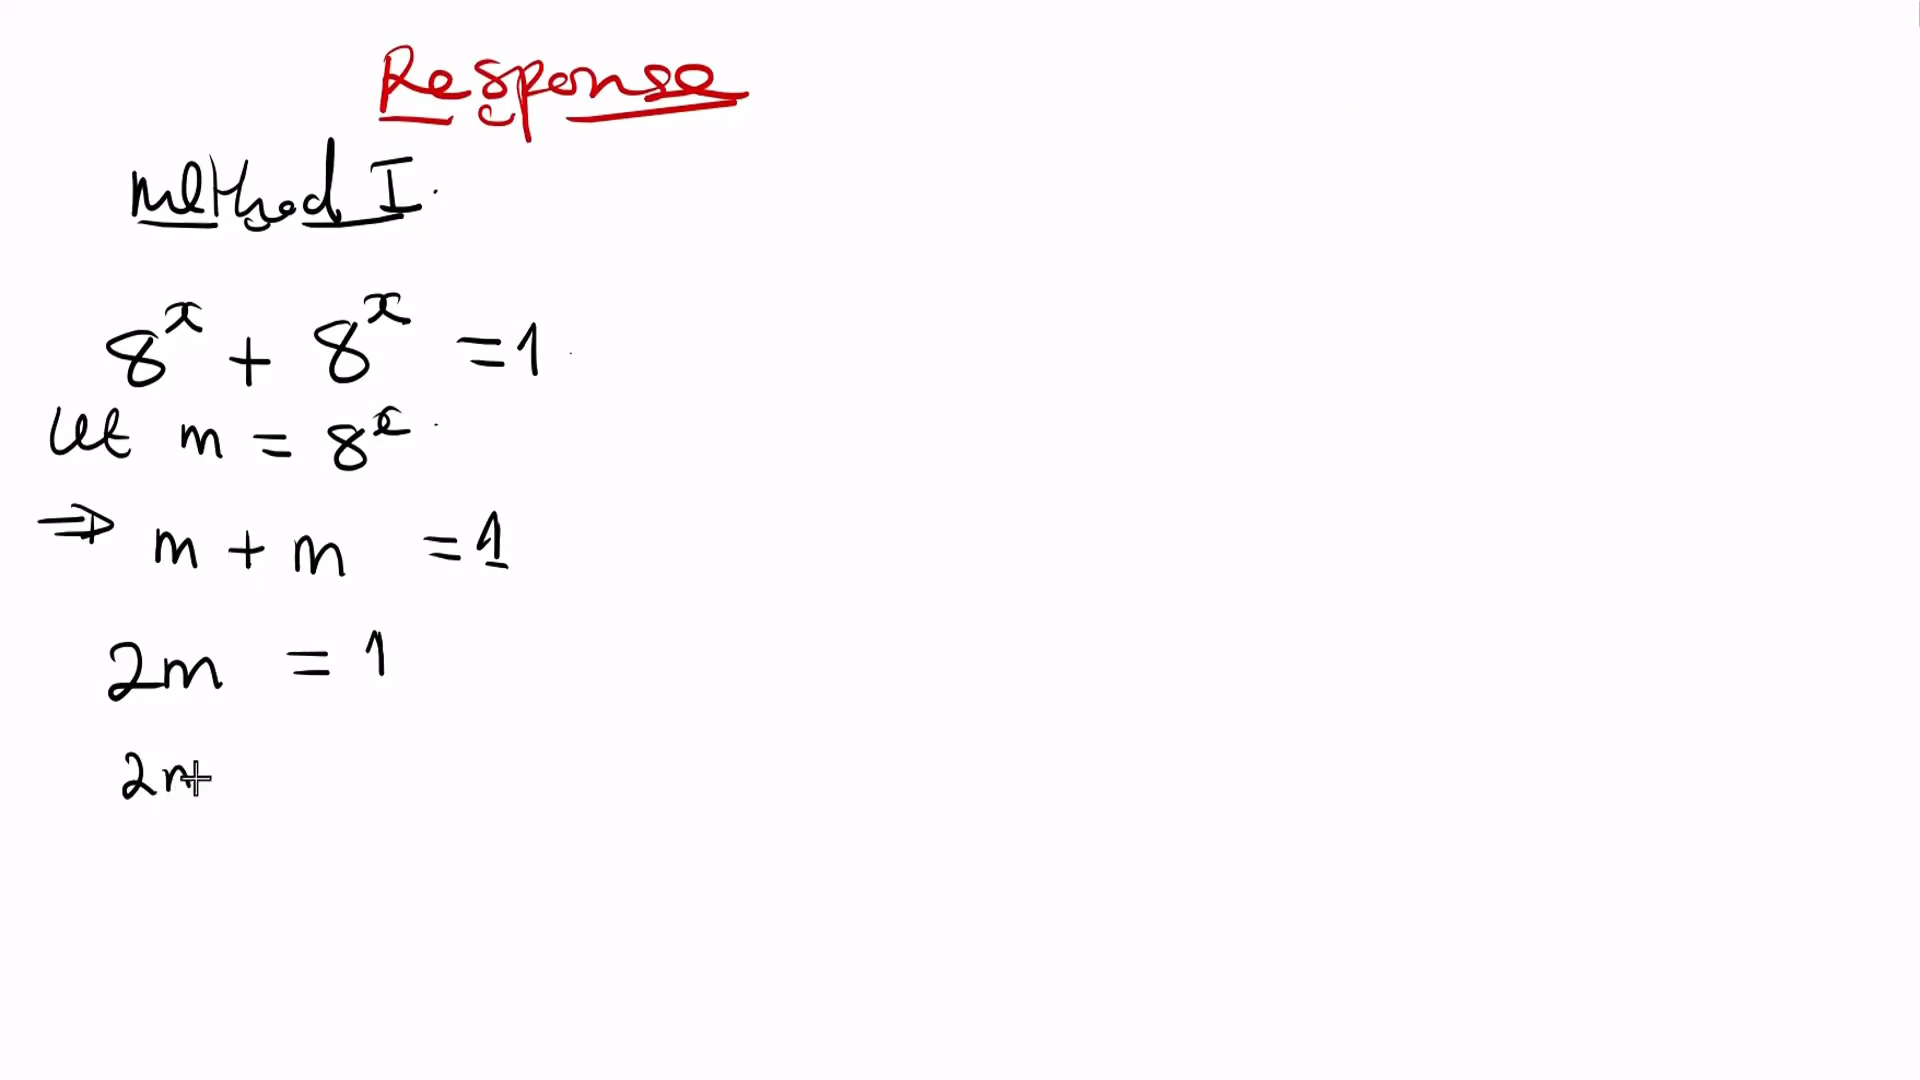 Response
Method I.
8^x + 8^x = 1
let m = 8^x
⇒ m + m = 1
2m = 1
2m